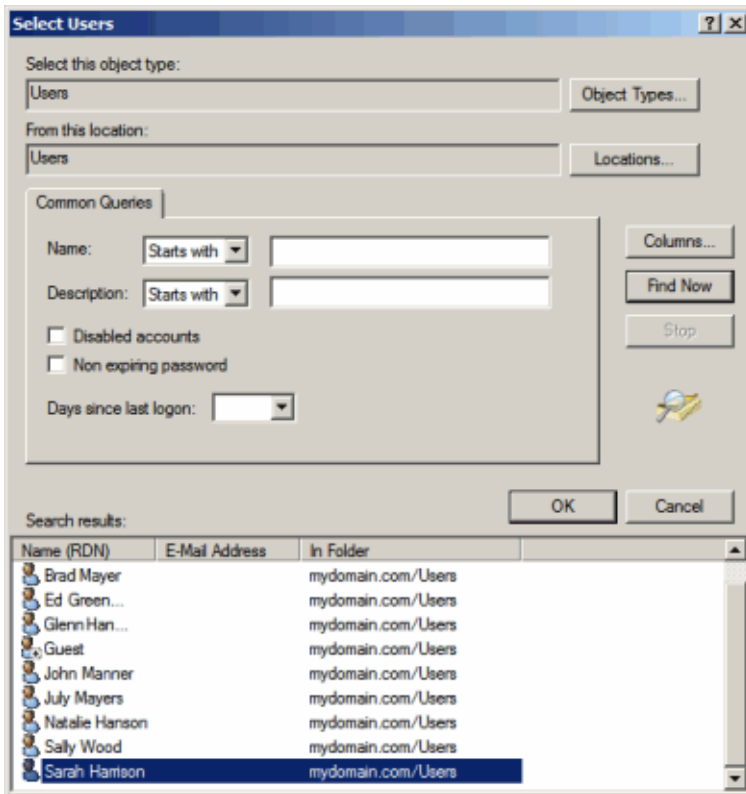 Select Users
Select this object type:
Users
Object Types...
From this location:
Users
Locations...
Common Queries
Name: Starts with
Columns...
Description: Starts with
Find Now
Disabled accounts
Stop
Non expiring password
Days since last logon:
OK Cancel
Search results:
Name (RDN) E-Mail Address In Folder
Brad Mayer mydomain.com/Users
Ed Green... mydomain.com/Users
Glenn Han... mydomain.com/Users
Guest mydomain.com/Users
John Manner mydomain.com/Users
July Mayers mydomain.com/Users
Natalie Hanson mydomain.com/Users
Sally Wood mydomain.com/Users
Sarah Harrison mydomain.com/Users